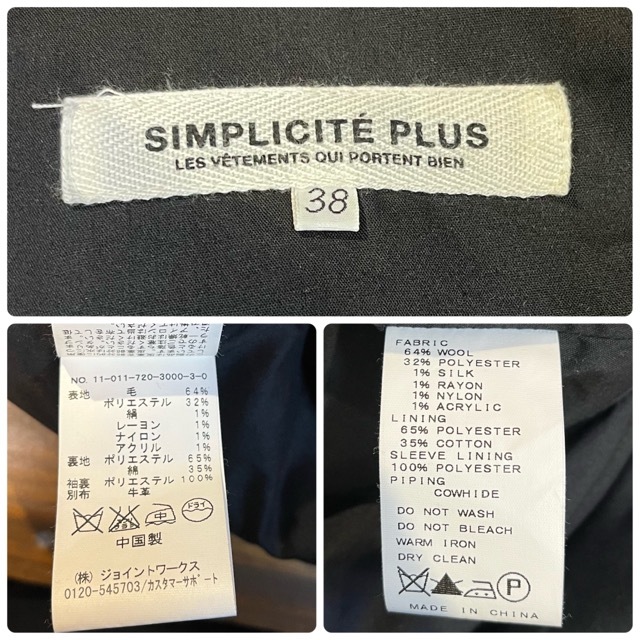 SIMPLICITÉ PLUS
LES VÊTEMENTS QUI PORTENT BIEN
38
NO. 11-011-720-3000-3-0
表地 毛 64%
ポリエステル 32%
絹 1%
レーヨン 1%
ナイロン 1%
アクリル 1%
裏地 ポリエステル 65%
綿 35%
袖裏 ポリエステル 100%
別布 牛革
中 ドライ
中国製
(株)ジョイントワークス
0120-545703/カスタマーサポート
FABRIC
64% WOOL
32% POLYESTER
1% SILK
1% RAYON
1% NYLON
1% ACRYLIC
LINING
65% POLYESTER
35% COTTON
SLEEVE LINING
100% POLYESTER
PIPING
COWHIDE
DO NOT WASH
DO NOT BLEACH
WARM IRON
DRY CLEAN
P
MADE IN CHINA